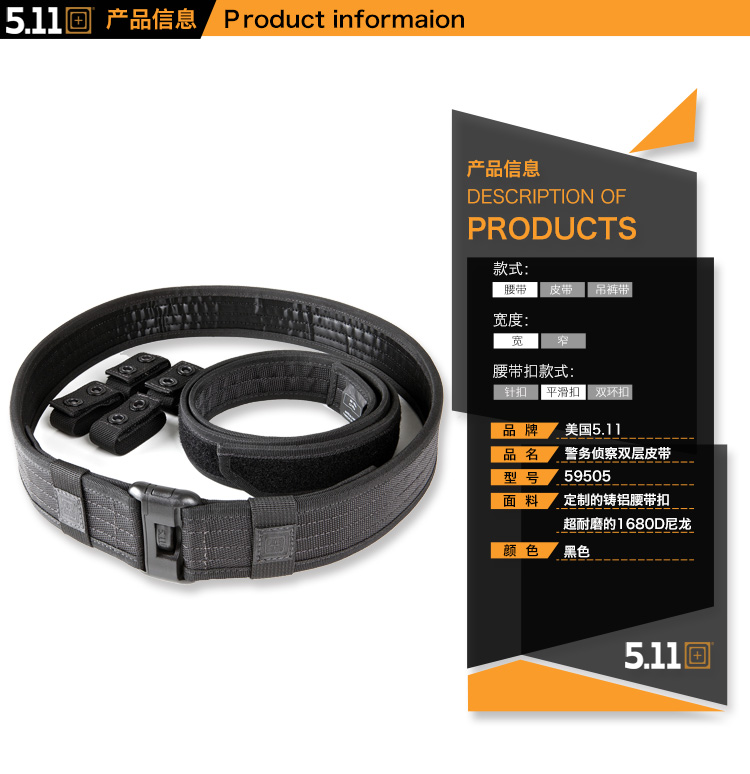 5.11 产品信息 Product informaion
产品信息
DESCRIPTION OF
PRODUCTS
款式：
腰带 皮带 吊裤带
宽度：
宽 窄
腰带扣款式：
针扣 平滑扣 双环扣
品 牌 美国5.11
品 名 警务侦察双层皮带
型 号 59505
面 料 定制的铸铝腰带扣
超耐磨的1680D尼龙
颜 色 黑色
5.11